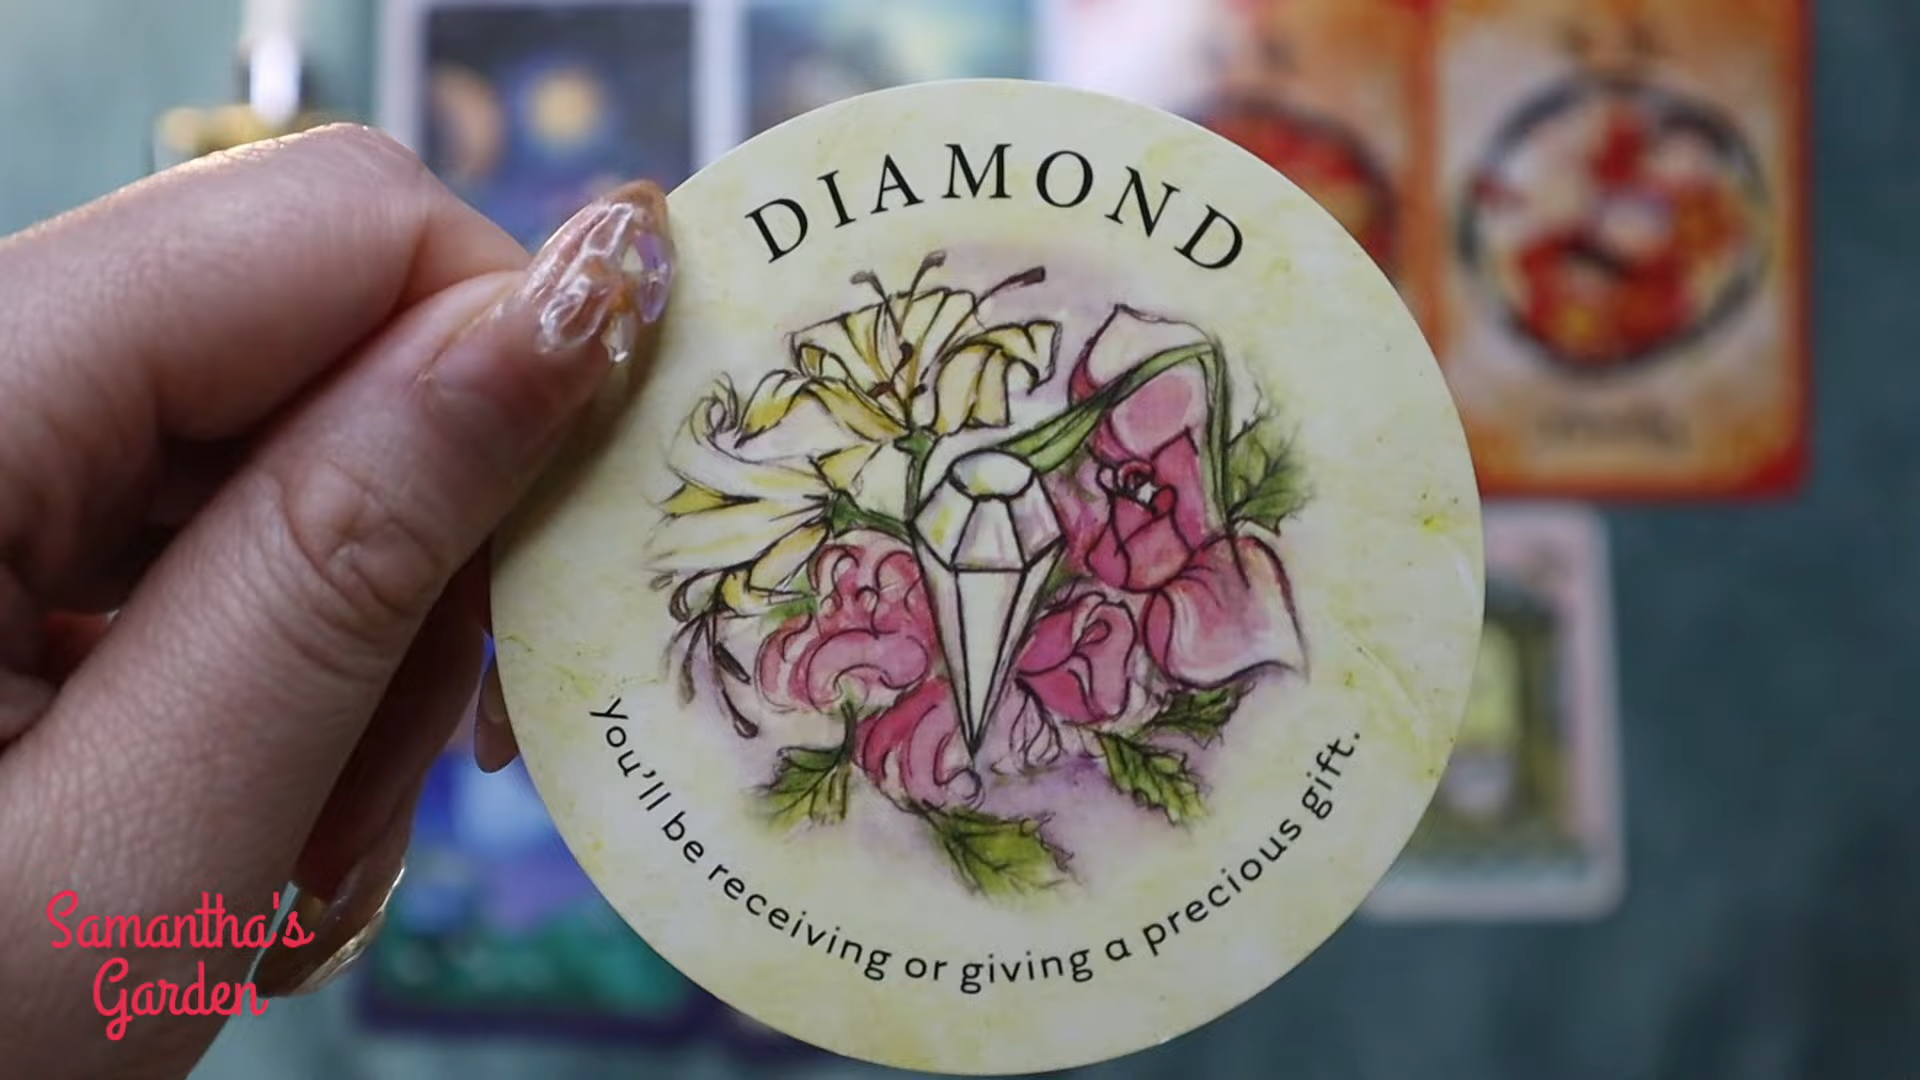 DIAMOND
you'll be receiving or giving a precious gift.
Samantha's
Garden